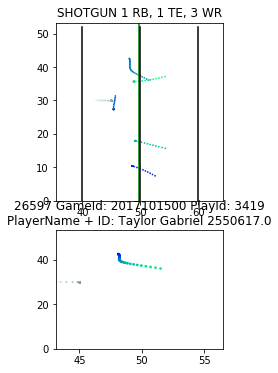 SHOTGUN 1 RB, 1 TE, 3 WR
50
40
30
20
10
0
40 50 60
26597 GameId: 2017101500 PlayId: 3419
PlayerName + ID: Taylor Gabriel 2550617.0
40
20
0
45 50 55